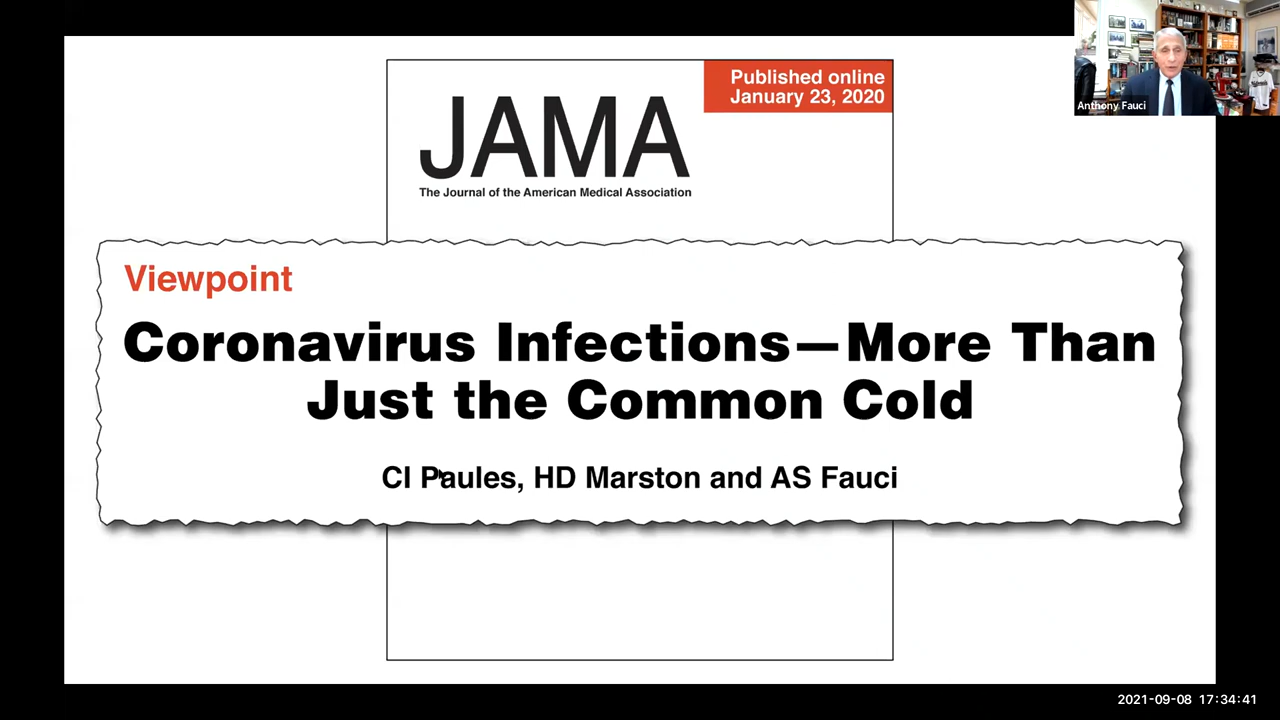 Published online
January 23, 2020
JAMA
The Journal of the American Medical Association
Viewpoint
Coronavirus Infections—More Than
Just the Common Cold
CI Paules, HD Marston and AS Fauci
Anthony Fauci
2021-09-08 17:34:41